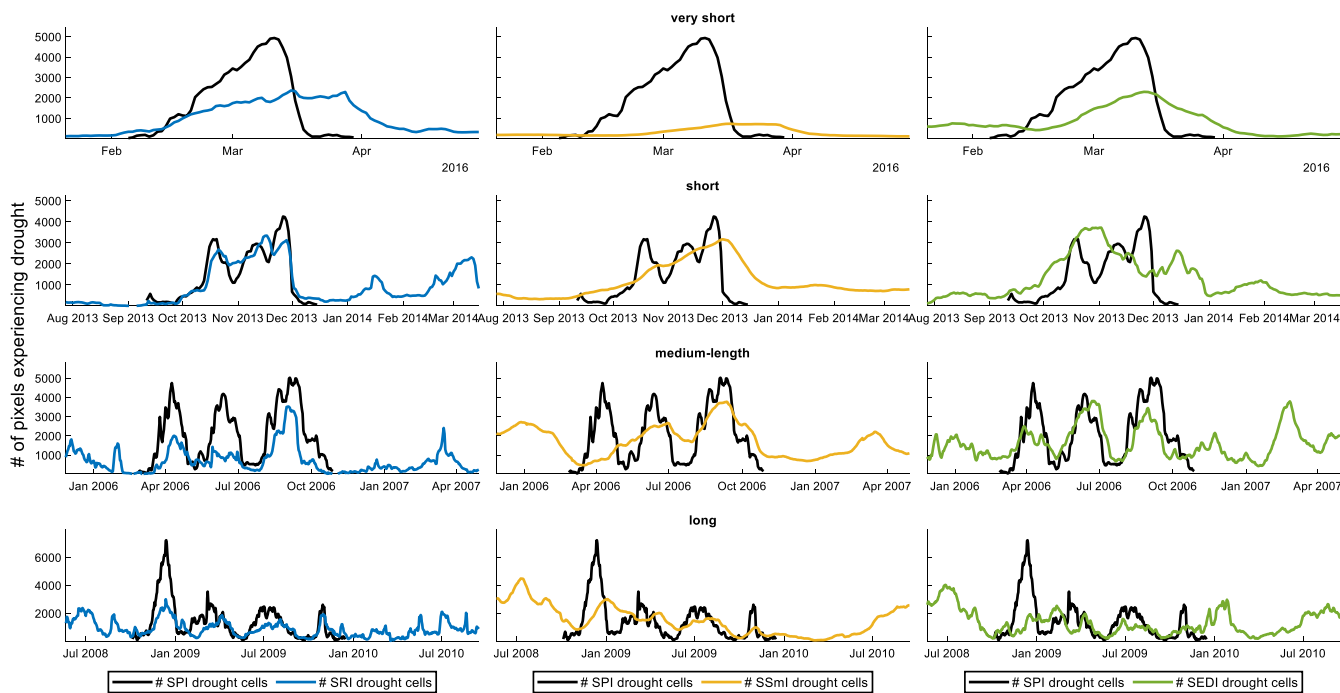 very short
5000
4000
3000
2000
1000
Feb Mar Apr
2016
Feb Mar Apr
2016
Feb Mar Apr
2016
short
5000
4000
3000
2000
1000
Aug 2013 Sep 2013 Oct 2013 Nov 2013 Dec 2013 Jan 2014 Feb 2014 Mar 2014
Aug 2013 Sep 2013 Oct 2013 Nov 2013 Dec 2013 Jan 2014 Feb 2014 Mar 2014
Aug 2013 Sep 2013 Oct 2013 Nov 2013 Dec 2013 Jan 2014 Feb 2014 Mar 2014
# of pixels experiencing drought
medium-length
5000
4000
3000
2000
1000
Jan 2006 Apr 2006 Jul 2006 Oct 2006 Jan 2007 Apr 2007
Jan 2006 Apr 2006 Jul 2006 Oct 2006 Jan 2007 Apr 2007
Jan 2006 Apr 2006 Jul 2006 Oct 2006 Jan 2007 Apr 2007
long
6000
4000
2000
Jul 2008 Jan 2009 Jul 2009 Jan 2010 Jul 2010
Jul 2008 Jan 2009 Jul 2009 Jan 2010 Jul 2010
Jul 2008 Jan 2009 Jul 2009 Jan 2010 Jul 2010
# SPI drought cells # SRI drought cells
# SPI drought cells # SSmI drought cells
# SPI drought cells # SEDI drought cells